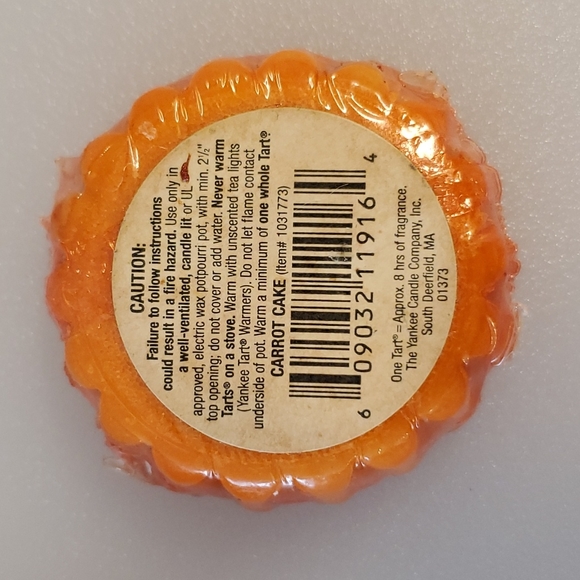 CAUTION:
Failure to follow instructions
could result in a fire hazard. Use only in
a well-ventilated, candle lit or UL
approved, electric wax potpourri pot, with min. 2½"
top opening; do not cover or add water. Never warm
Tarts® on a stove. Warm with unscented tea lights
(Yankee Tart® Warmers). Do not let flame contact
underside of pot. Warm a minimum of one whole Tart®
CARROT CAKE (Item# 1031773)
6 09032 11916 4
One Tart® = Approx. 8 hrs of fragrance.
The Yankee Candle Company, Inc.
South Deerfield, MA
01373